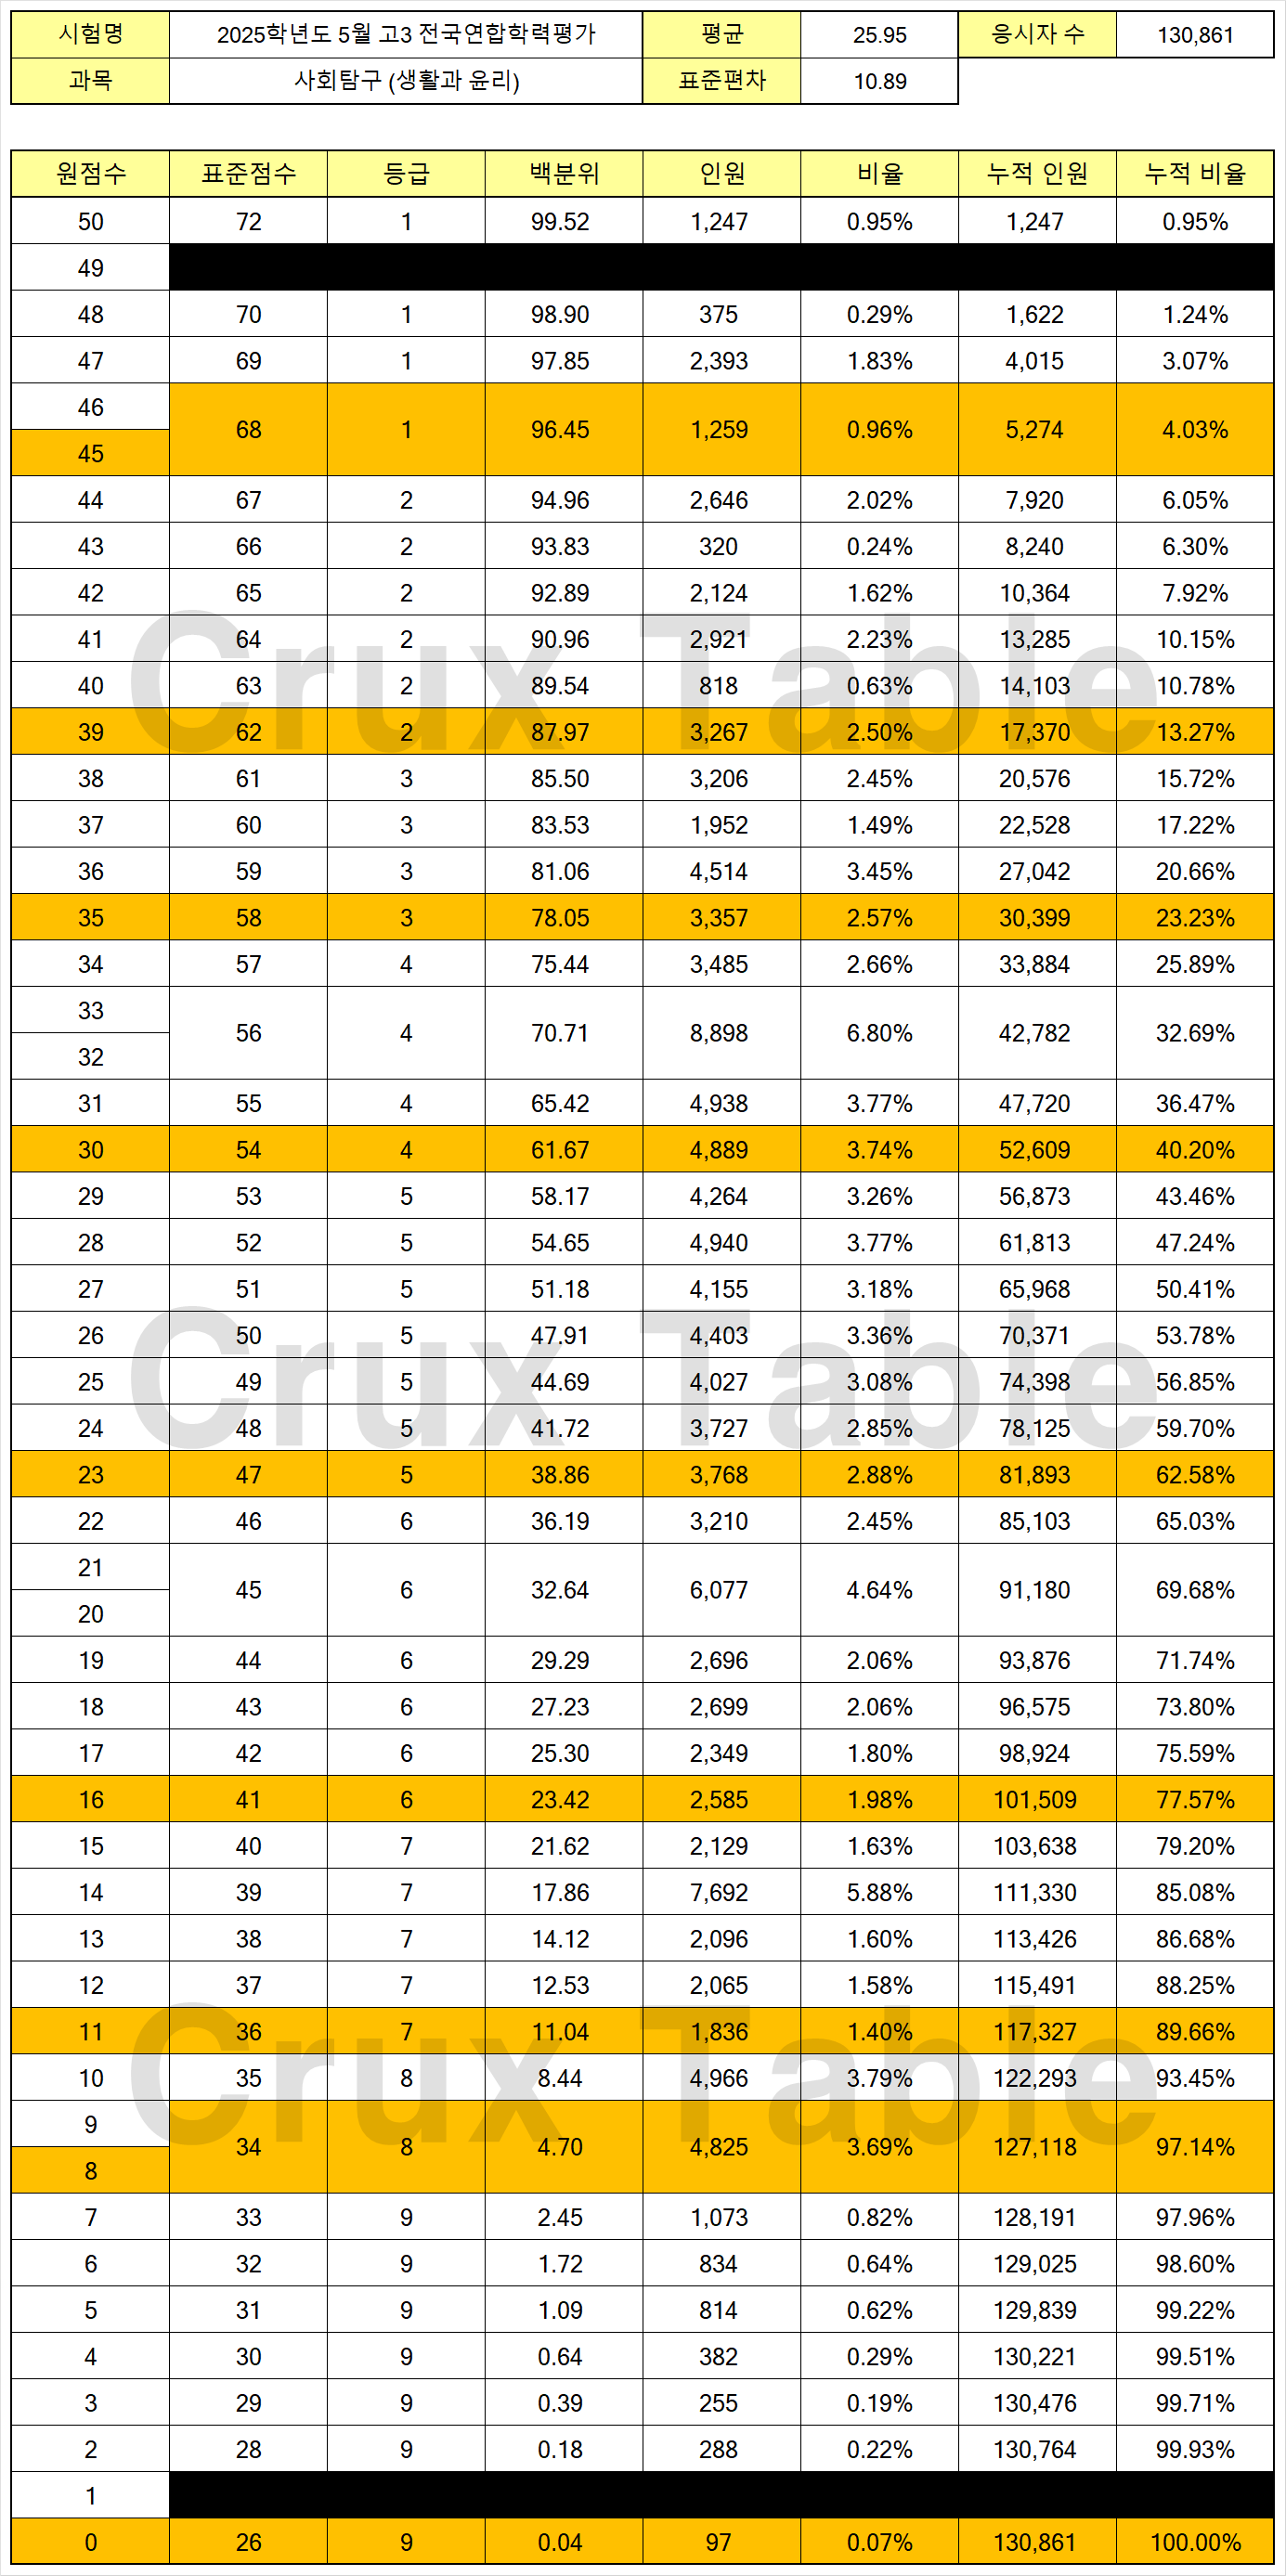 시험명 2025학년도 5월 고3 전국연합학력평가 평균 25.95 응시자 수 130,861
과목 사회탐구 (생활과 윤리) 표준편차 10.89
원점수 표준점수 등급 백분위 인원 비율 누적 인원 누적 비율
50 72 1 99.52 1,247 0.95% 1,247 0.95%
49
48 70 1 98.90 375 0.29% 1,622 1.24%
47 69 1 97.85 2,393 1.83% 4,015 3.07%
46
68 1 96.45 1,259 0.96% 5,274 4.03%
45
44 67 2 94.96 2,646 2.02% 7,920 6.05%
43 66 2 93.83 320 0.24% 8,240 6.30%
42 65 2 92.89 2,124 1.62% 10,364 7.92%
41 64 2 90.96 2,921 2.23% 13,285 10.15%
Crux Table
40 63 2 89.54 818 0.63% 14,103 10.78%
39 62 2 87.97 3,267 2.50% 17,370 13.27%
38 61 3 85.50 3,206 2.45% 20,576 15.72%
37 60 3 83.53 1,952 1.49% 22,528 17.22%
36 59 3 81.06 4,514 3.45% 27,042 20.66%
35 58 3 78.05 3,357 2.57% 30,399 23.23%
34 57 4 75.44 3,485 2.66% 33,884 25.89%
33
56 4 70.71 8,898 6.80% 42,782 32.69%
32
31 55 4 65.42 4,938 3.77% 47,720 36.47%
30 54 4 61.67 4,889 3.74% 52,609 40.20%
29 53 5 58.17 4,264 3.26% 56,873 43.46%
28 52 5 54.65 4,940 3.77% 61,813 47.24%
27 51 5 51.18 4,155 3.18% 65,968 50.41%
26 50 5 47.91 4,403 3.36% 70,371 53.78%
Crux Table
25 49 5 44.69 4,027 3.08% 74,398 56.85%
24 48 5 41.72 3,727 2.85% 78,125 59.70%
23 47 5 38.86 3,768 2.88% 81,893 62.58%
22 46 6 36.19 3,210 2.45% 85,103 65.03%
21
45 6 32.64 6,077 4.64% 91,180 69.68%
20
19 44 6 29.29 2,696 2.06% 93,876 71.74%
18 43 6 27.23 2,699 2.06% 96,575 73.80%
17 42 6 25.30 2,349 1.80% 98,924 75.59%
16 41 6 23.42 2,585 1.98% 101,509 77.57%
15 40 7 21.62 2,129 1.63% 103,638 79.20%
14 39 7 17.86 7,692 5.88% 111,330 85.08%
13 38 7 14.12 2,096 1.60% 113,426 86.68%
12 37 7 12.53 2,065 1.58% 115,491 88.25%
11 36 7 11.04 1,836 1.40% 117,327 89.66%
Crux Table
10 35 8 8.44 4,966 3.79% 122,293 93.45%
9
34 8 4.70 4,825 3.69% 127,118 97.14%
8
7 33 9 2.45 1,073 0.82% 128,191 97.96%
6 32 9 1.72 834 0.64% 129,025 98.60%
5 31 9 1.09 814 0.62% 129,839 99.22%
4 30 9 0.64 382 0.29% 130,221 99.51%
3 29 9 0.39 255 0.19% 130,476 99.71%
2 28 9 0.18 288 0.22% 130,764 99.93%
1
0 26 9 0.04 97 0.07% 130,861 100.00%